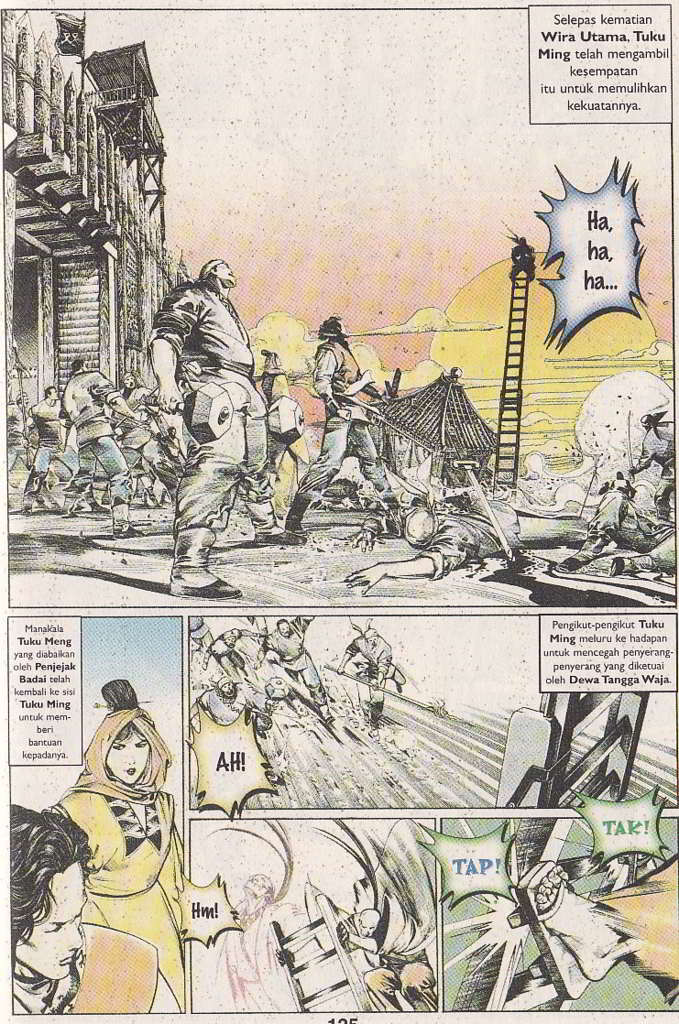 Selepas kematian
Wira Utama, Tuku
Ming telah mengambil
kesempatan
itu untuk memulihkan
kekuatannya.
Ha,
ha,
ha...
Manakala
Tuku Meng
yang diabaikan
oleh Penjejak
Badai telah
kembali ke sisi
Tuku Ming
untuk mem-
beri
bantuan
kepadanya.
Pengikut-pengikut Tuku
Ming meluru ke hadapan
untuk mencegah penyerang-
penyerang yang diketuai
oleh Dewa Tangga Waja.
AH!
Hm!
TAP!
TAK!
125